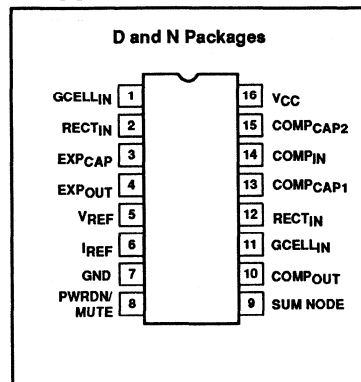 D and N Packages
GCELLIN 1 16 VCC
RECTIN 2 15 COMPCAP2
EXPCAP 3 14 COMPIN
EXPOUT 4 13 COMPCAP1
VREF 5 12 RECTIN
IREF 6 11 GCELLIN
GND 7 10 COMPOUT
PWRDN/
MUTE 8 9 SUM NODE